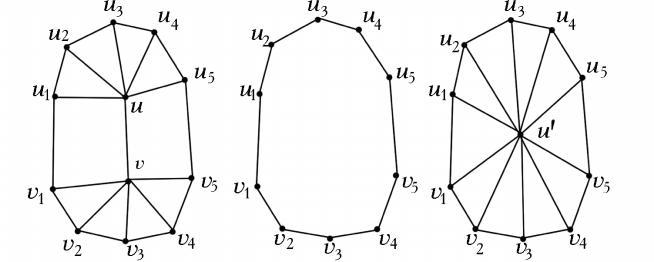 u₃ u₃ u₃
u₂ u₄ u₂ u₄ u₂ u₄
u₁ u u₅ u₁ u₅ u₁ u₅
v u'
v₁ v₅ v₁ v₅ v₁ v₅
v₂ v₃ v₄ v₂ v₃ v₄ v₂ v₃ v₄